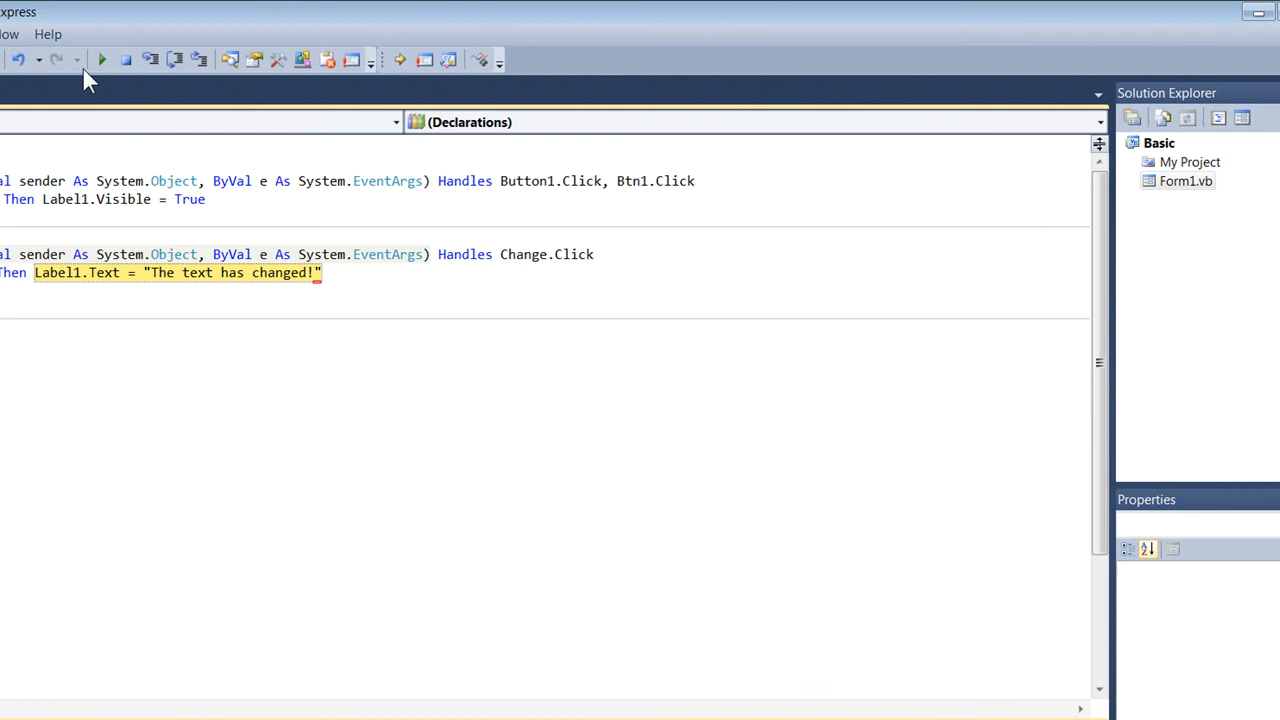 xpress
ow Help
(Declarations)
Solution Explorer
Basic
My Project
Form1.vb
al sender As System.Object, ByVal e As System.EventArgs) Handles Button1.Click, Btn1.Click
Then Label1.Visible = True
al sender As System.Object, ByVal e As System.EventArgs) Handles Change.Click
Then Label1.Text = "The text has changed!"
Properties